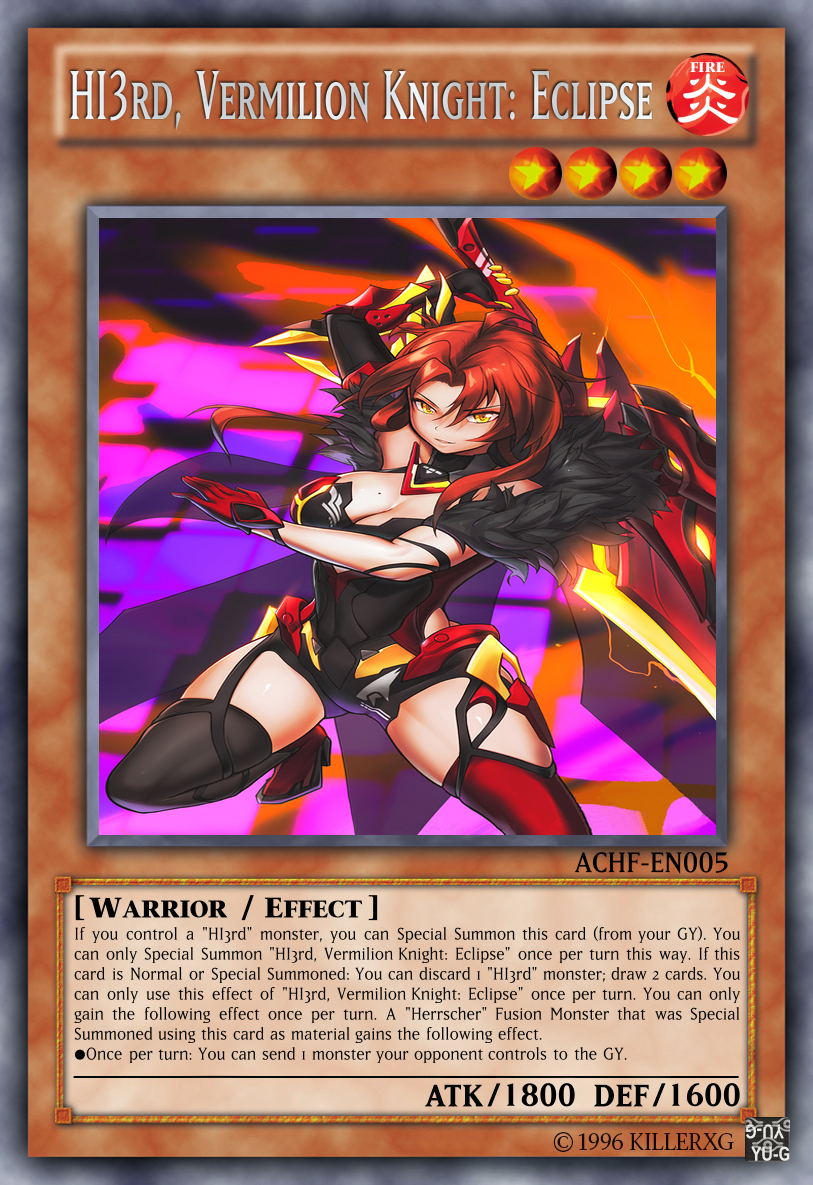 HI3rd, Vermilion Knight: Eclipse
FIRE
炎
ACHF-EN005
[ Warrior / Effect ]
If you control a "HI3rd" monster, you can Special Summon this card (from your GY). You
can only Special Summon "HI3rd, Vermilion Knight: Eclipse" once per turn this way. If this
card is Normal or Special Summoned: You can discard 1 "HI3rd" monster; draw 2 cards. You
can only use this effect of "HI3rd, Vermilion Knight: Eclipse" once per turn. You can only
gain the following effect once per turn. A "Herrscher" Fusion Monster that was Special
Summoned using this card as material gains the following effect.
●Once per turn: You can send 1 monster your opponent controls to the GY.
ATK/1800 DEF/1600
© 1996 KILLERXG
YU-G
YU-G